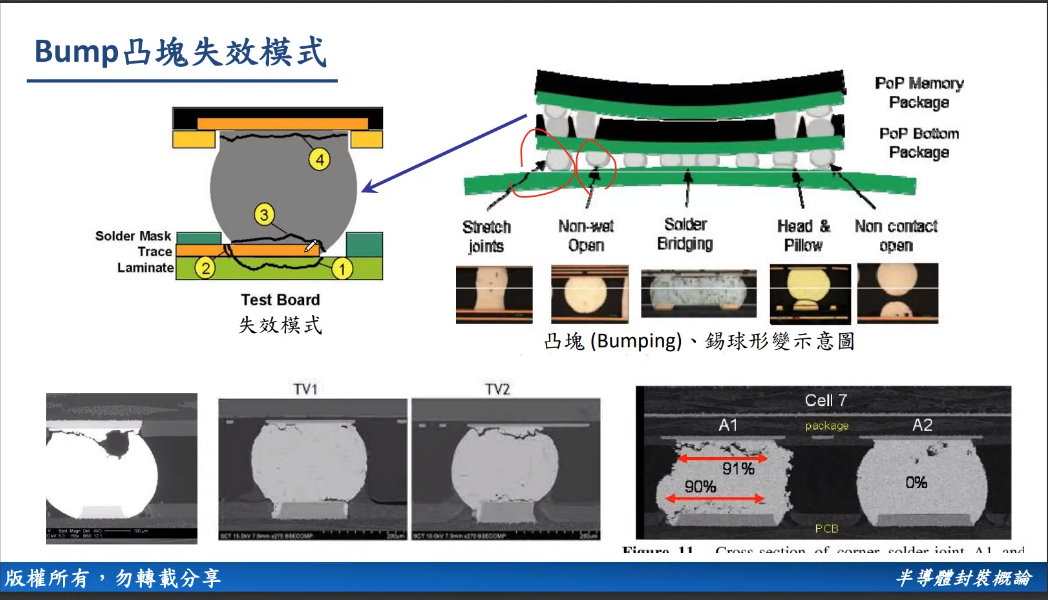 Bump凸塊失效模式
4
3
Solder Mask
Trace
Laminate
2
1
Test Board
失效模式
PoP Memory
Package
PoP Bottom
Package
Stretch
joints
Non-wet
Open
Solder
Bridging
Head &
Pillow
Non contact
open
凸塊 (Bumping)、錫球形變示意圖
TV1
TV2
Cell 7
A1
package
A2
91%
90%
0%
PCB
Figure 11. Cross-section of corner solder joint A1 and
版權所有,勿轉載分享
半導體封裝概論